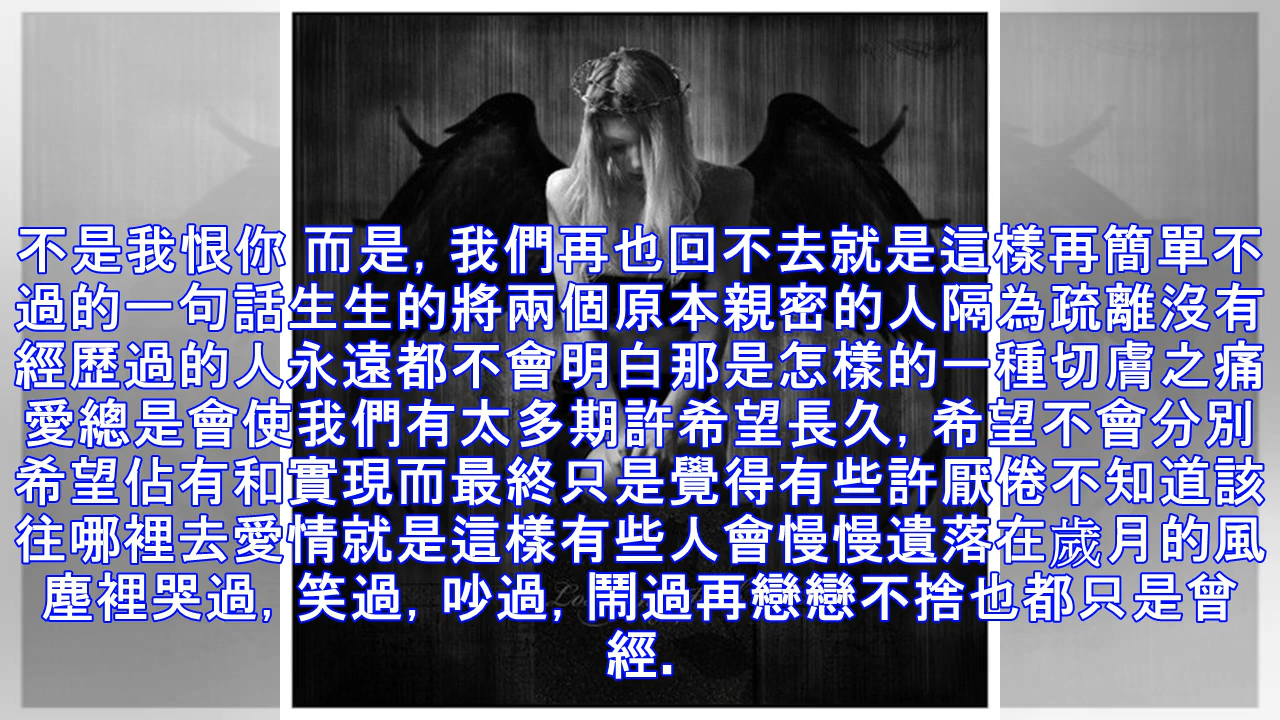 不是我恨你 而是, 我們再也回不去就是這樣再簡單不
過的一句話生生的將兩個原本親密的人隔為疏離沒有
經歷過的人永遠都不會明白那是怎樣的一種切膚之痛
愛總是會使我們有太多期許希望長久, 希望不會分別
希望佔有和實現而最終只是覺得有些許厭倦不知道該
往哪裡去愛情就是這樣有些人會慢慢遺落在歲月的風
塵裡哭過, 笑過, 吵過, 鬧過再戀戀不捨也都只是曾
經.